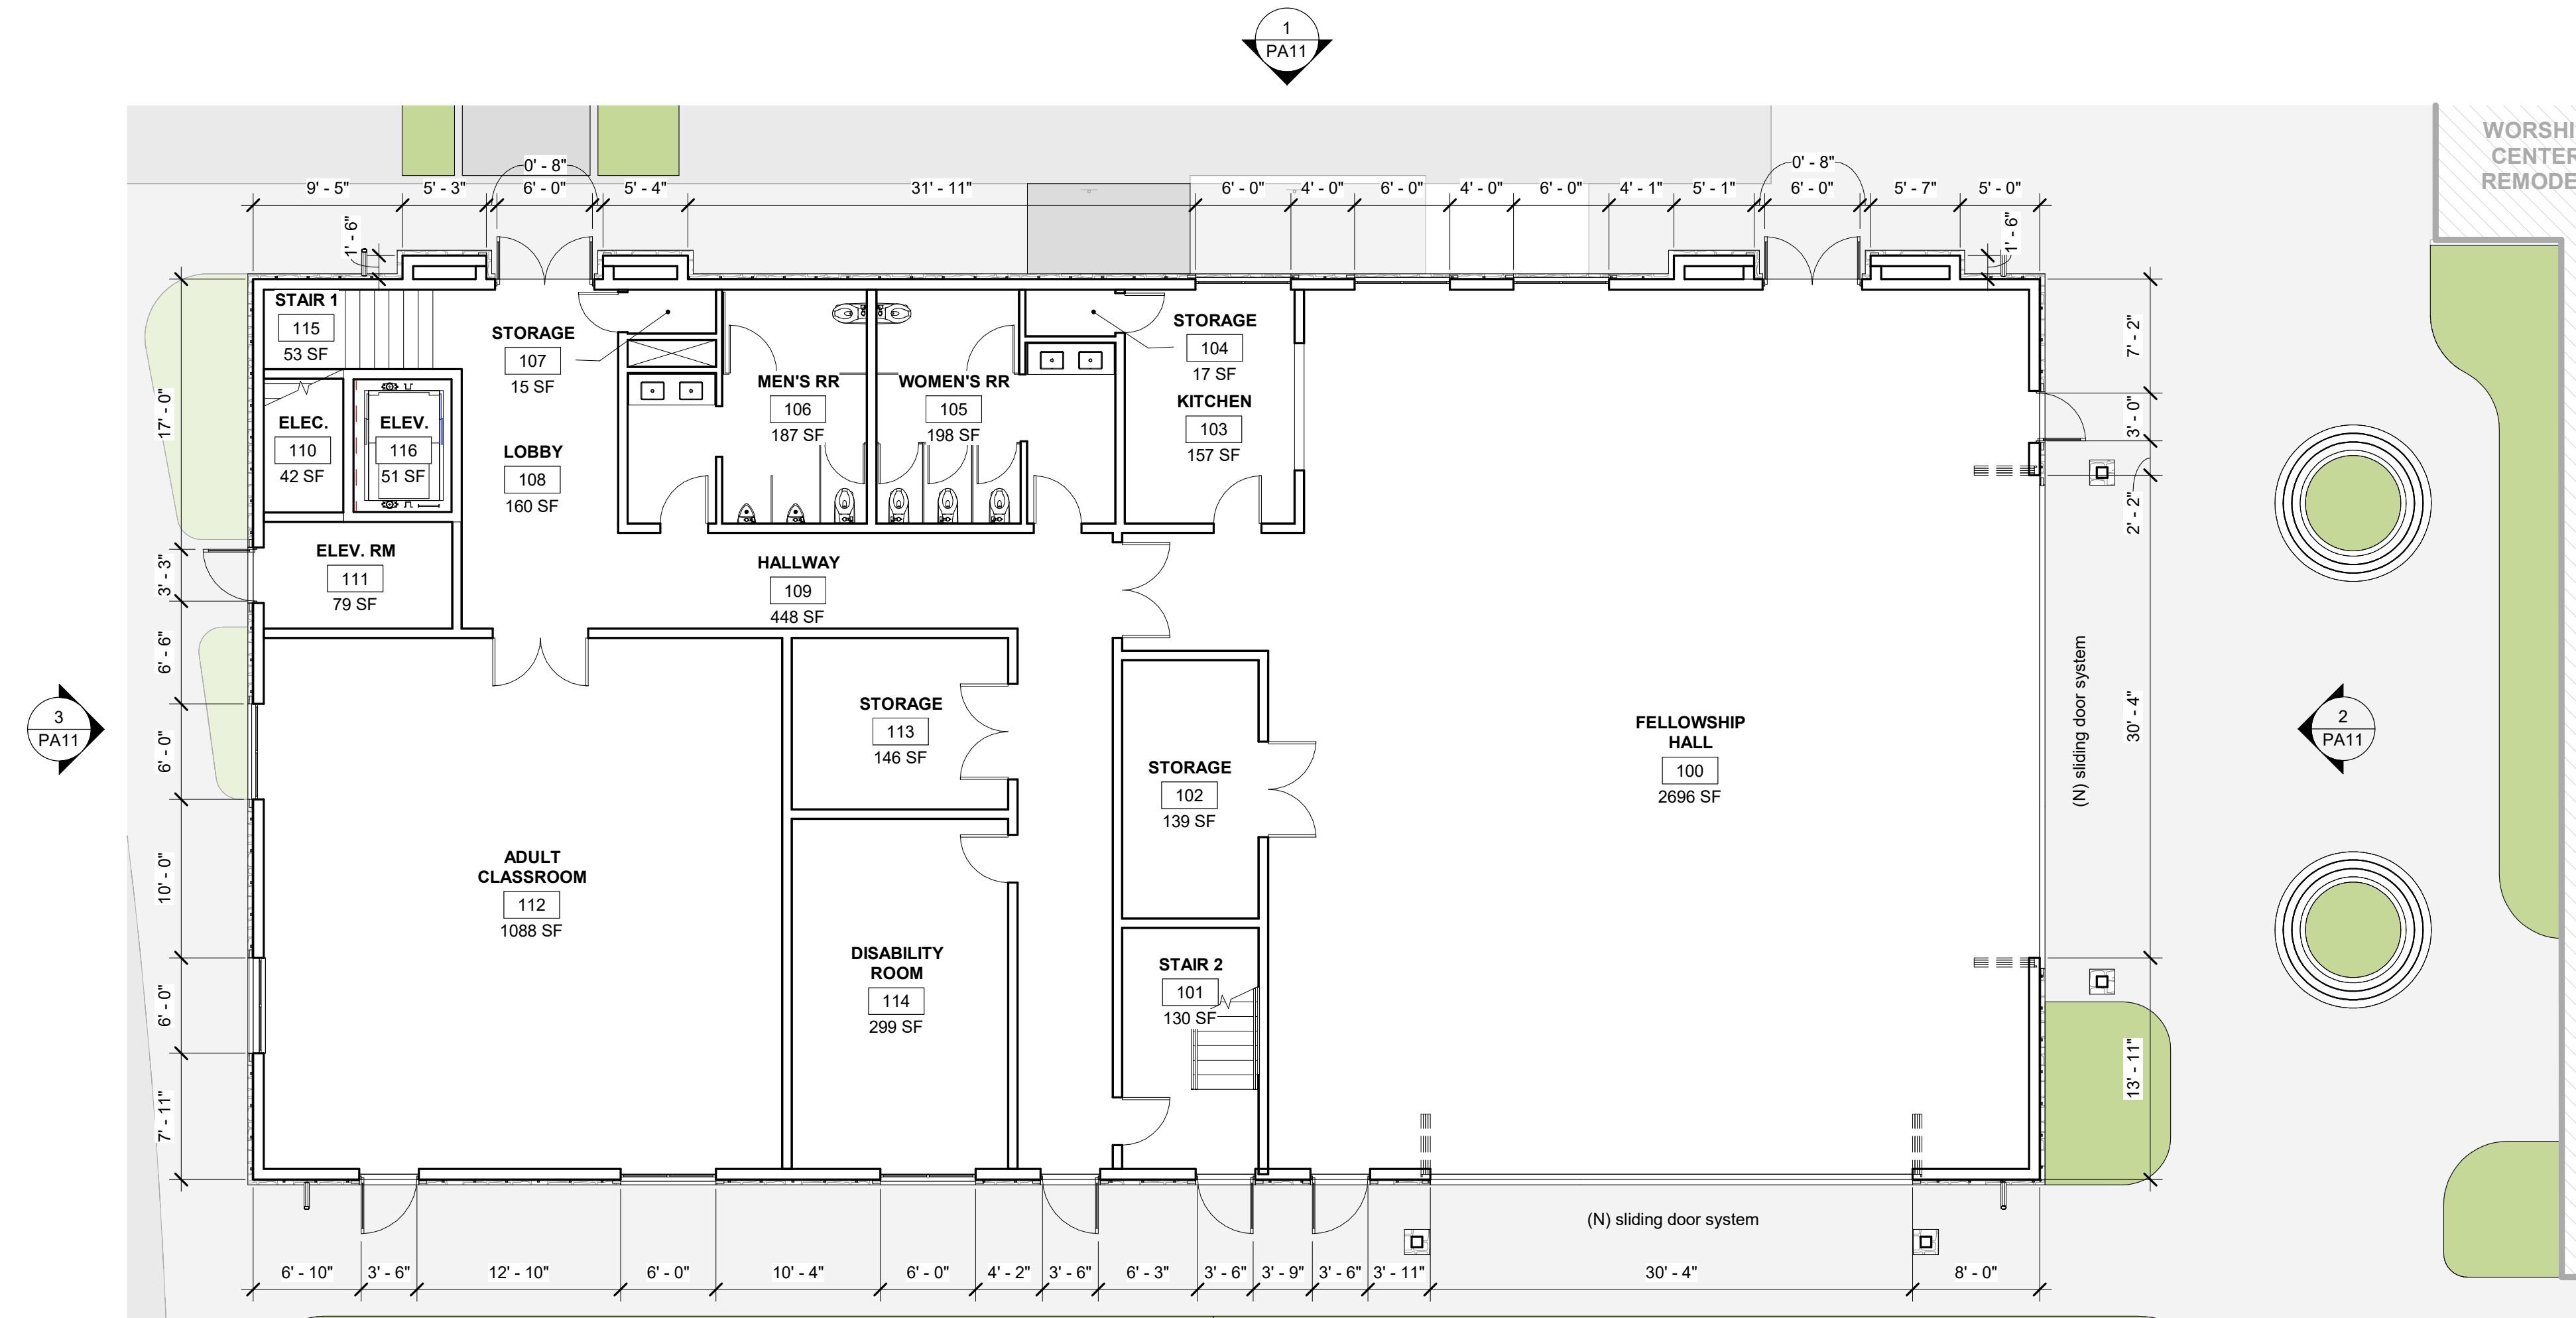 1
PA11
WORSHI
CENTER
REMODE
0' - 8"
0' - 8"
9' - 5"
5' - 3"
6' - 0"
5' - 4"
31' - 11"
6' - 0"
4' - 0"
6' - 0"
4' - 0"
6' - 0"
4' - 1"
5' - 1"
6' - 0"
5' - 7"
5' - 0"
1' - 6"
1' - 6"
STAIR 1
115
53 SF
STORAGE
107
15 SF
MEN'S RR
106
187 SF
WOMEN'S RR
105
198 SF
STORAGE
104
17 SF
KITCHEN
103
157 SF
7' - 2"
3' - 0"
2' - 2"
17' - 0"
ELEC.
110
42 SF
ELEV.
116
51 SF
LOBBY
108
160 SF
ELEV. RM
111
79 SF
HALLWAY
109
448 SF
3' - 3"
6' - 6"
6' - 0"
10' - 0"
6' - 0"
7' - 11"
3
PA11
STORAGE
113
146 SF
STORAGE
102
139 SF
FELLOWSHIP
HALL
100
2696 SF
(N) sliding door system
30' - 4"
2
PA11
ADULT
CLASSROOM
112
1088 SF
DISABILITY
ROOM
114
299 SF
STAIR 2
101
130 SF
13' - 11"
(N) sliding door system
6' - 10"
3' - 6"
12' - 10"
6' - 0"
10' - 4"
6' - 0"
4' - 2"
3' - 6"
6' - 3"
3' - 6"
3' - 9"
3' - 6"
3' - 11"
30' - 4"
8' - 0"